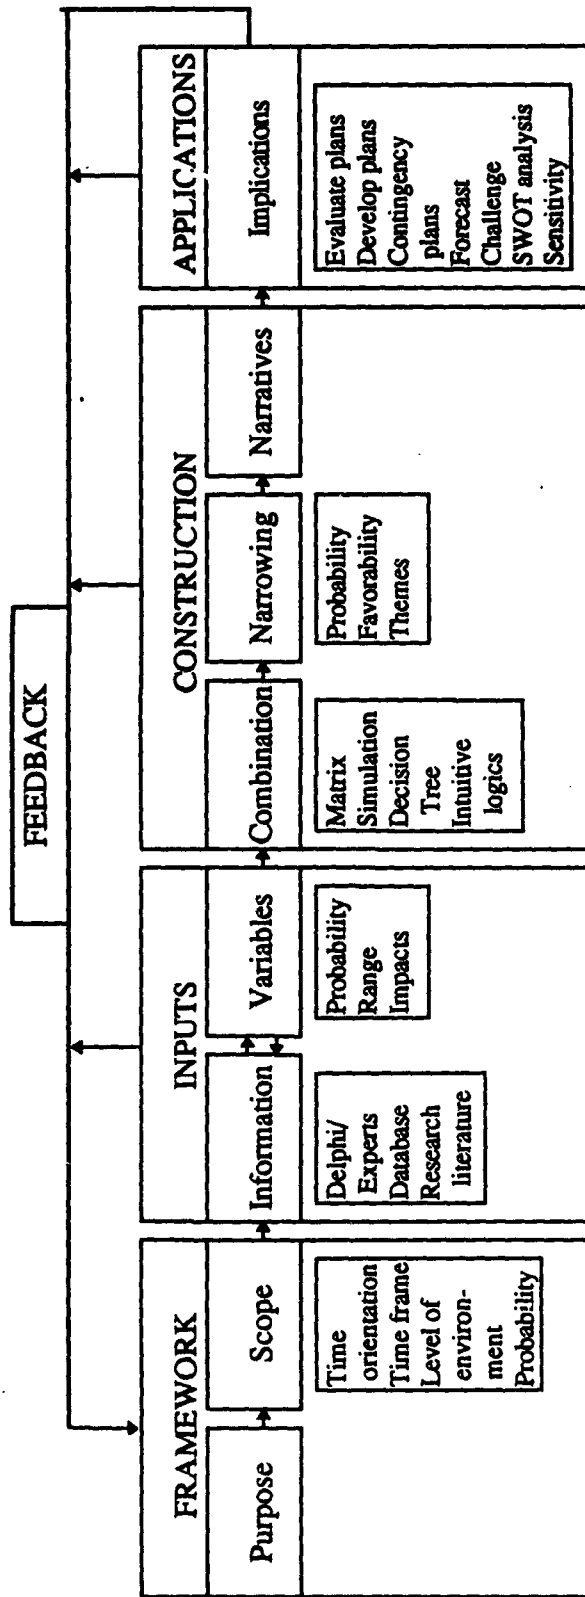 FEEDBACK
FRAMEWORK
Purpose
Scope
Time
orientation
Time frame
Level of
environ-
ment
Probability
INPUTS
Information
Variables
Delphi/
Experts
Database
Research
literature
Probability
Range
Impacts
CONSTRUCTION
Combination
Narrowing
Narratives
Matrix
Simulation
Decision
Tree
Intuitive
logics
Probability
Favorability
Themes
APPLICATIONS
Implications
Evaluate plans
Develop plans
Contingency
plans
Forecast
Challenge
SWOT analysis
Sensitivity